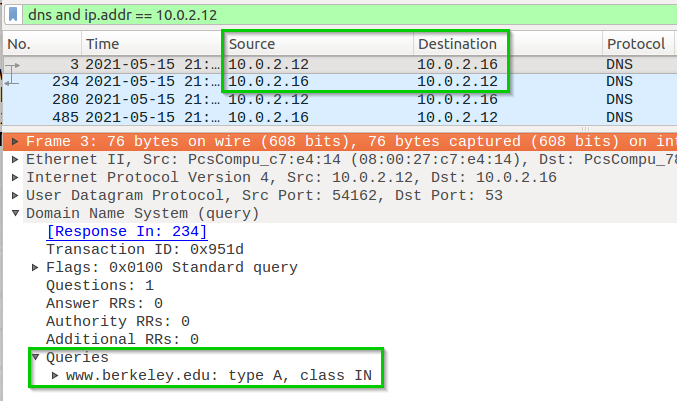 dns and ip.addr == 10.0.2.12
No. Time Source Destination Protocol
3 2021-05-15 21:… 10.0.2.12 10.0.2.16 DNS
234 2021-05-15 21:… 10.0.2.16 10.0.2.12 DNS
280 2021-05-15 21:… 10.0.2.12 10.0.2.16 DNS
485 2021-05-15 21:… 10.0.2.16 10.0.2.12 DNS
Frame 3: 76 bytes on wire (608 bits), 76 bytes captured (608 bits) on int
Ethernet II, Src: PcsCompu_c7:e4:14 (08:00:27:c7:e4:14), Dst: PcsCompu_78
Internet Protocol Version 4, Src: 10.0.2.12, Dst: 10.0.2.16
User Datagram Protocol, Src Port: 54162, Dst Port: 53
Domain Name System (query)
[Response In: 234]
Transaction ID: 0x951d
Flags: 0x0100 Standard query
Questions: 1
Answer RRs: 0
Authority RRs: 0
Additional RRs: 0
Queries
www.berkeley.edu: type A, class IN